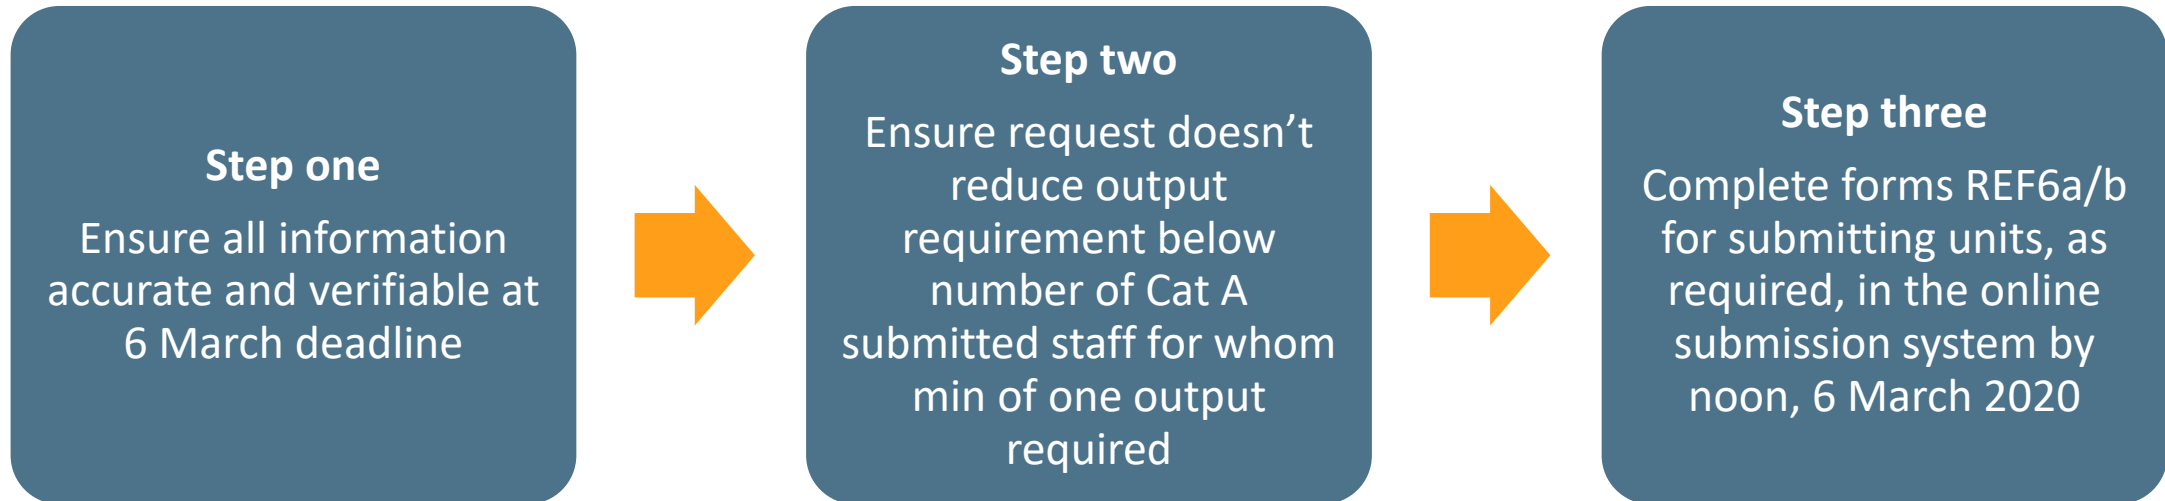 Step one
Ensure all information
accurate and verifiable at
6 March deadline
Step two
Ensure request doesn’t
reduce output
requirement below
number of Cat A
submitted staff for whom
min of one output
required
Step three
Complete forms REF6a/b
for submitting units, as
required, in the online
submission system by
noon, 6 March 2020